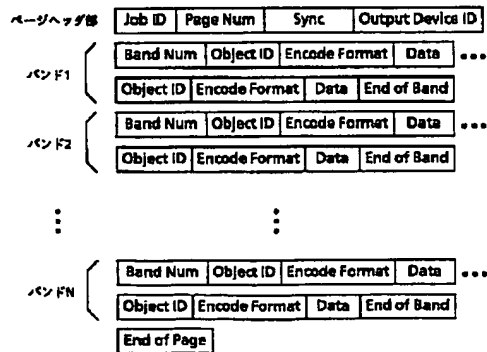 ページヘッダ部 Job ID Page Num Sync Output Device ID
バンド1 Band Num Object ID Encode Format Data •••
Object ID Encode Format Data End of Band
バンド2 Band Num Object ID Encode Format Data •••
Object ID Encode Format Data End of Band
バンドN Band Num Object ID Encode Format Data •••
Object ID Encode Format Data End of Band
End of Page